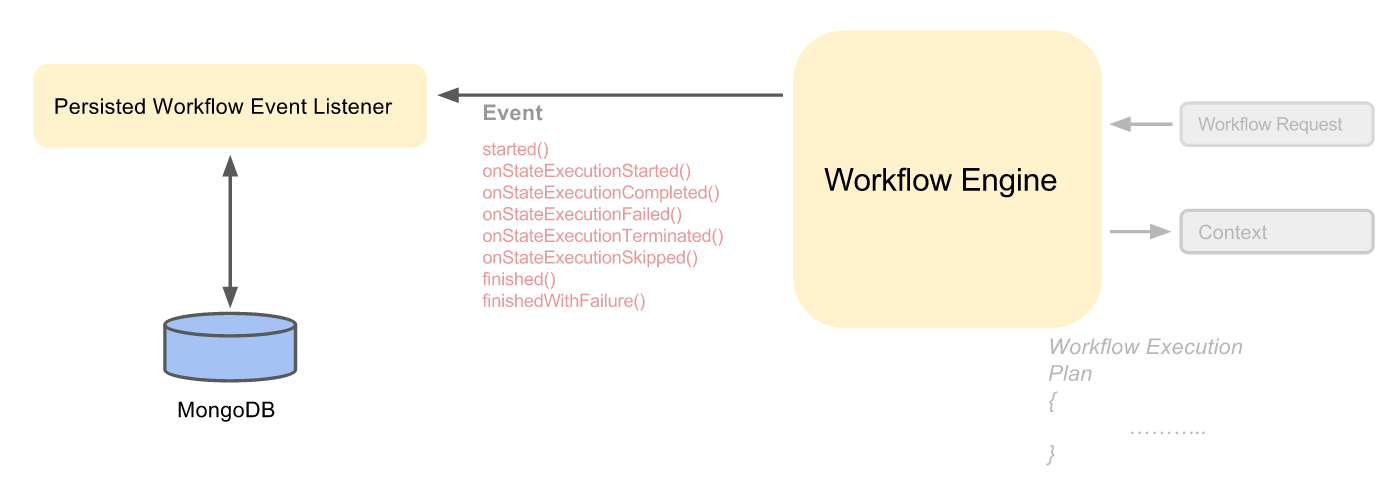 Persisted Workflow Event Listener
MongoDB
Event
started()
onStateExecutionStarted()
onStateExecutionCompleted()
onStateExecutionFailed()
onStateExecutionTerminated()
onStateExecutionSkipped()
finished()
finishedWithFailure()
Workflow Engine
Workflow Request
Context
Workflow Execution
Plan
{
………..
}